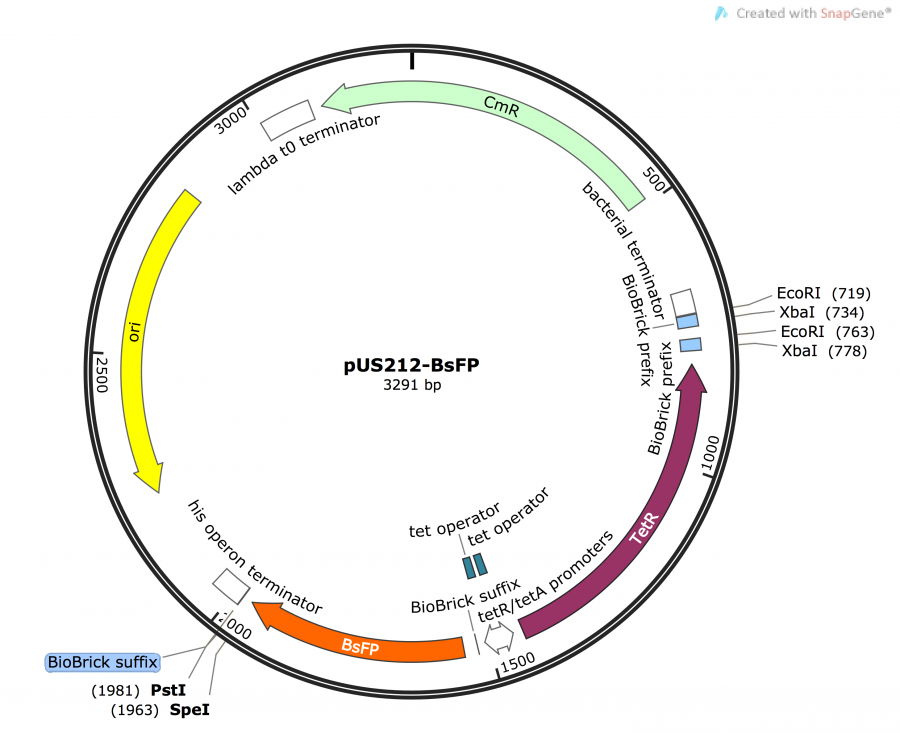 Created with SnapGene®
CmR
3000
lambda t0 terminator
500
bacterial terminator
BioBrick prefix
EcoRI (719)
XbaI (734)
EcoRI (763)
XbaI (778)
BioBrick prefix
ori
2500
pUS212-BsFP
3291 bp
1000
TetR
tet operator
tet operator
his operon terminator
BioBrick suffix
tetR/tetA promoters
BsFP
1500
2000
BioBrick suffix
(1981) PstI
(1963) SpeI